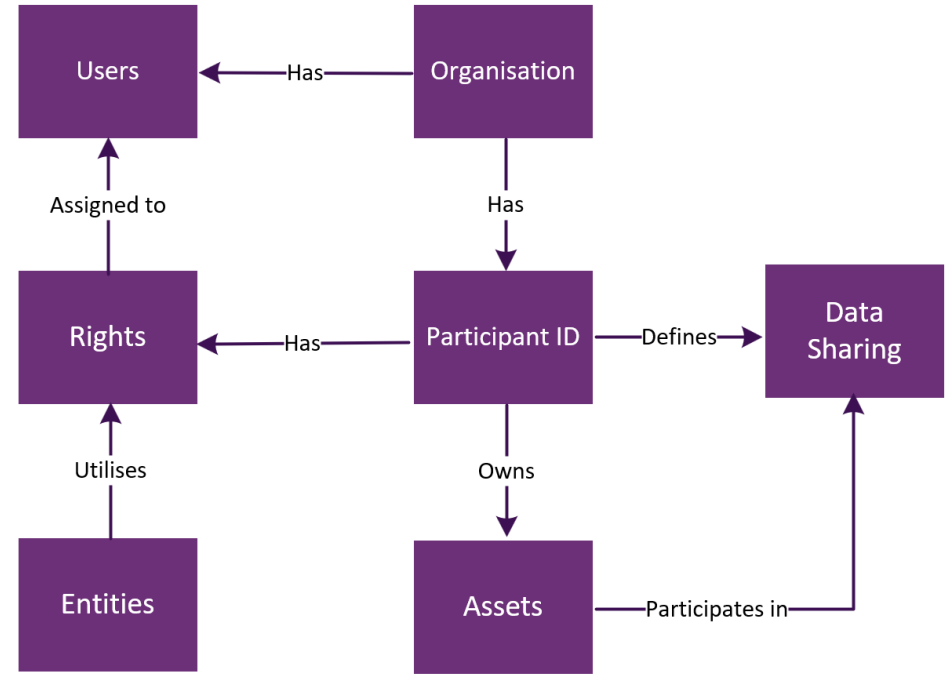 Users
Has
Organisation
Assigned to
Has
Rights
Has
Participant ID
Defines
Data
Sharing
Utilises
Owns
Entities
Assets
Participates in